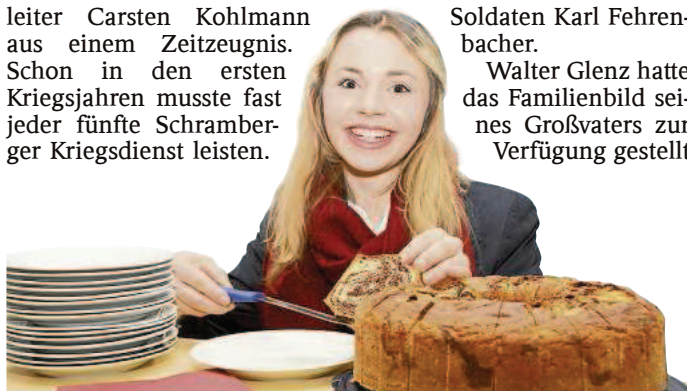 leiter Carsten Kohlmann
aus einem Zeitzeugnis.
Schon in den ersten
Kriegsjahren musste fast
jeder fünfte Schramber-
ger Kriegsdienst leisten.
Soldaten Karl Fehren-
bacher.
Walter Glenz hatte
das Familienbild sei-
nes Großvaters zur
Verfügung gestellt